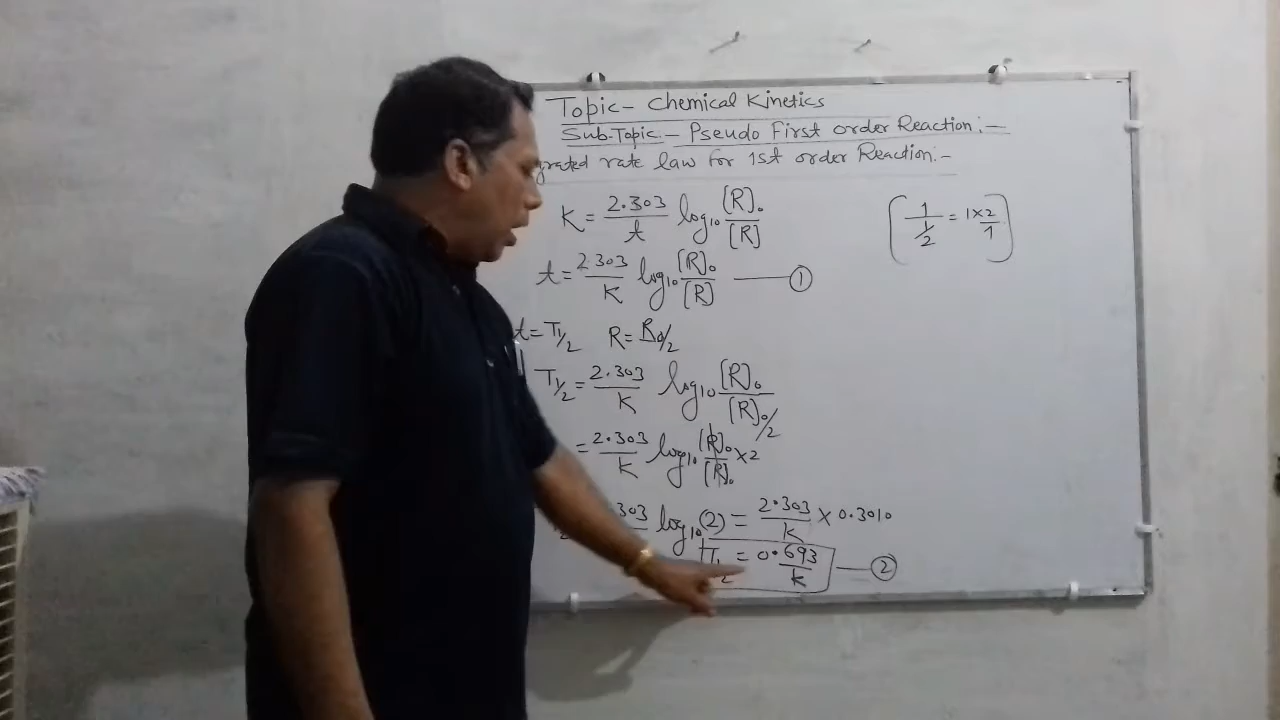 Topic - Chemical Kinetics
Sub-Topic - Pseudo First order Reaction :-
grated rate law for 1st order Reaction :-
K = 2.303/t log10 [R]0/[R]
(1/(1/2) = 1×2/1)
t = 2.303/K log10 [R]0/[R] — ①
t = T1/2 R = R0/2
T1/2 = 2.303/K log10 [R]0/[R]0/2
= 2.303/K log10 [R]0/[R]0 × 2
303 log10 (2) = 2.303/K × 0.3010
T1/2 = 0.693/K — ②